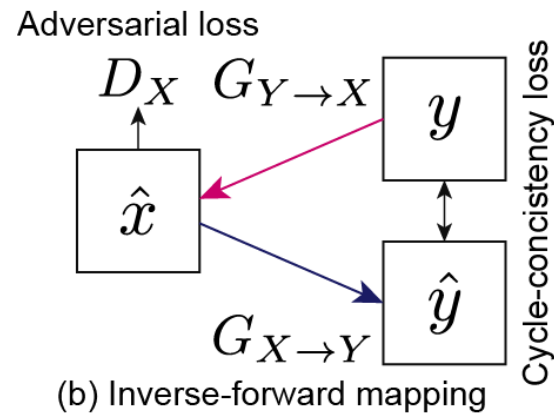 Adversarial loss
D_X
G_{Y→X}
y
x̂
Cycle-concistency loss
ŷ
G_{X→Y}
(b) Inverse-forward mapping